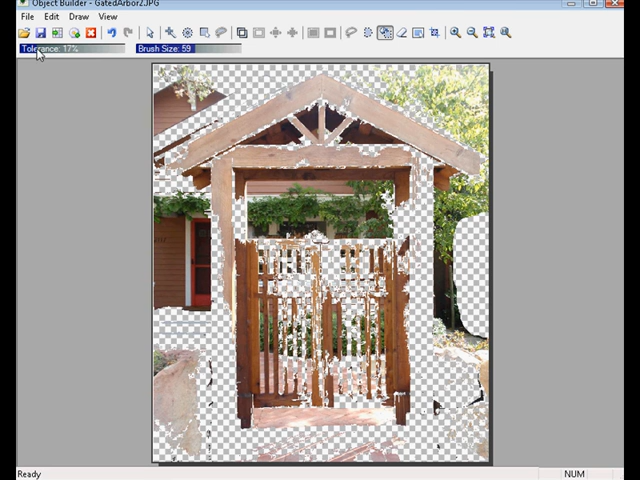 Object Builder - GatedArbor2.JPG
File Edit Draw View
Tolerance: 17% Brush Size: 59
Ready NUM